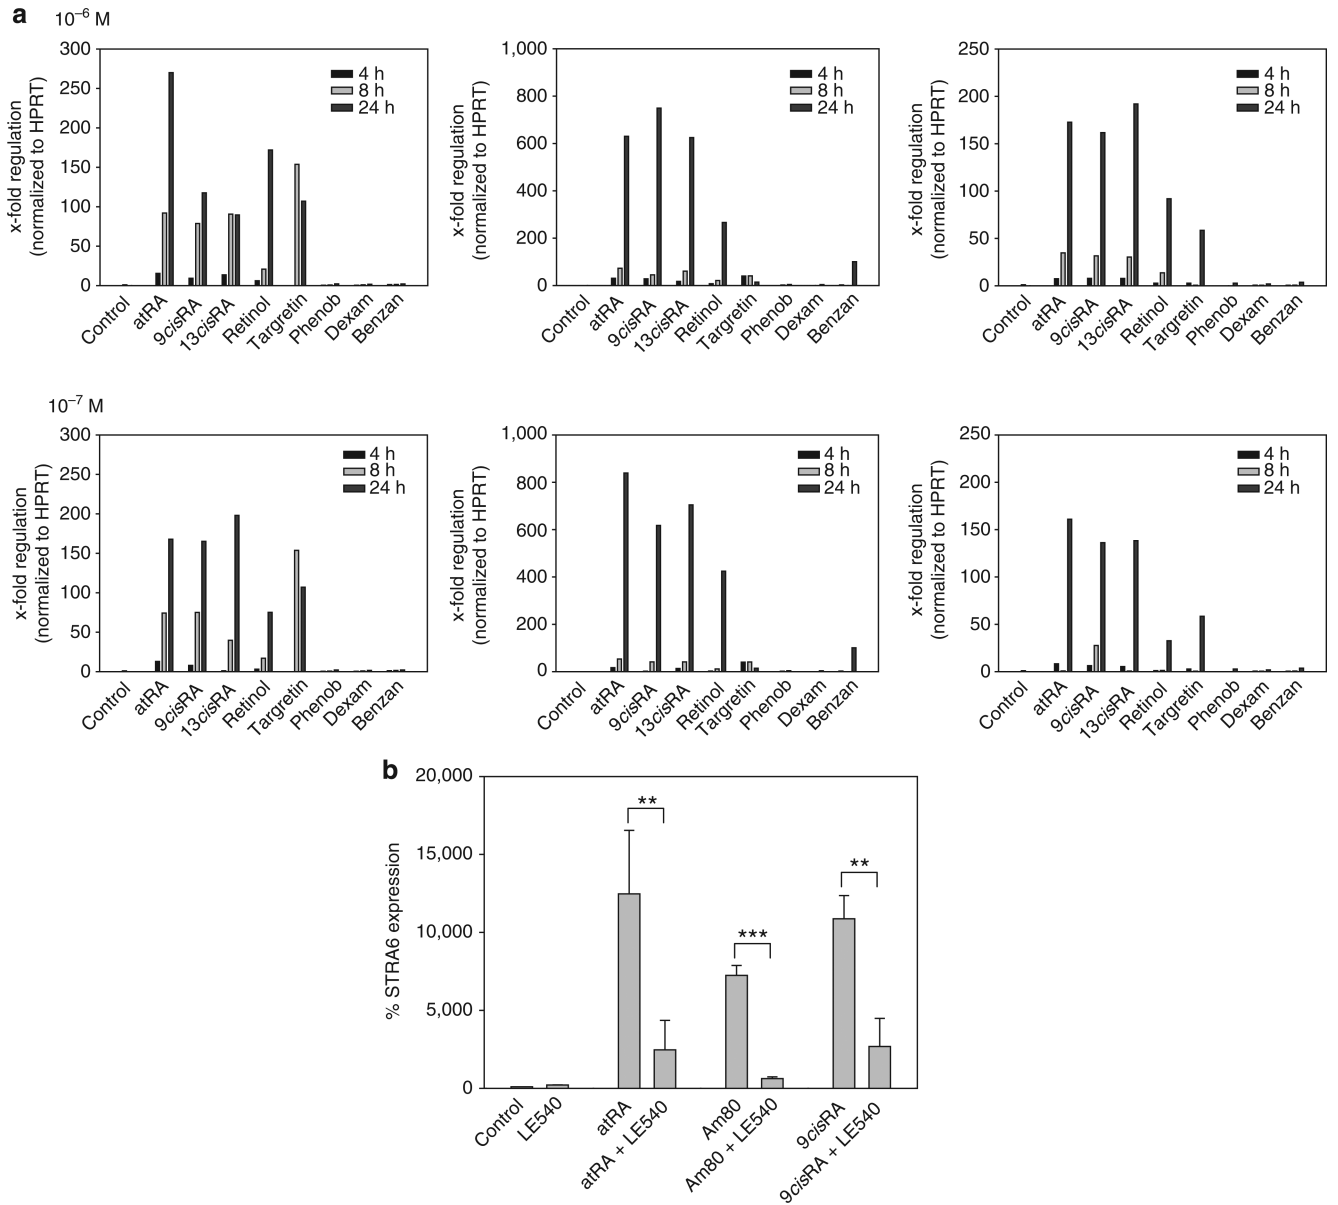 a
10⁻⁶ M
x-fold regulation
(normalized to HPRT)
300
250
200
150
100
50
0
4 h
8 h
24 h
Control
atRA
9cisRA
13cisRA
Retinol
Targretin
Phenob
Dexam
Benzan
x-fold regulation
(normalized to HPRT)
1,000
800
600
400
200
0
4 h
8 h
24 h
Control
atRA
9cisRA
13cisRA
Retinol
Targretin
Phenob
Dexam
Benzan
x-fold regulation
(normalized to HPRT)
250
200
150
100
50
0
4 h
8 h
24 h
Control
atRA
9cisRA
13cisRA
Retinol
Targretin
Phenob
Dexam
Benzan
10⁻⁷ M
x-fold regulation
(normalized to HPRT)
300
250
200
150
100
50
0
4 h
8 h
24 h
Control
atRA
9cisRA
13cisRA
Retinol
Targretin
Phenob
Dexam
Benzan
x-fold regulation
(normalized to HPRT)
1,000
800
600
400
200
0
4 h
8 h
24 h
Control
atRA
9cisRA
13cisRA
Retinol
Targretin
Phenob
Dexam
Benzan
x-fold regulation
(normalized to HPRT)
250
200
150
100
50
0
4 h
8 h
24 h
Control
atRA
9cisRA
13cisRA
Retinol
Targretin
Phenob
Dexam
Benzan
b
% STRA6 expression
20,000
15,000
10,000
5,000
0
**
***
**
Control
LE540
atRA
atRA + LE540
Am80
Am80 + LE540
9cisRA
9cisRA + LE540